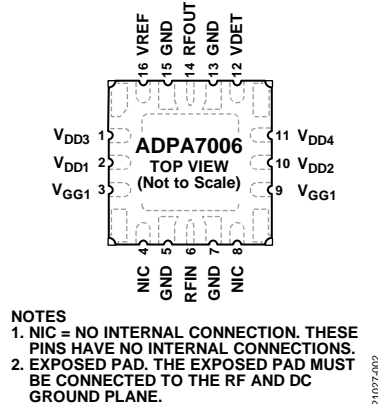 16 VREF
15 GND
14 RFOUT
13 GND
12 VDET
VDD3 1
VDD1 2
VGG1 3
ADPA7006
TOP VIEW
(Not to Scale)
11 VDD4
10 VDD2
9 VGG1
NIC 4
GND 5
RFIN 6
GND 7
NIC 8
NOTES
1. NIC = NO INTERNAL CONNECTION. THESE
PINS HAVE NO INTERNAL CONNECTIONS.
2. EXPOSED PAD. THE EXPOSED PAD MUST
BE CONNECTED TO THE RF AND DC
GROUND PLANE.
21027-002